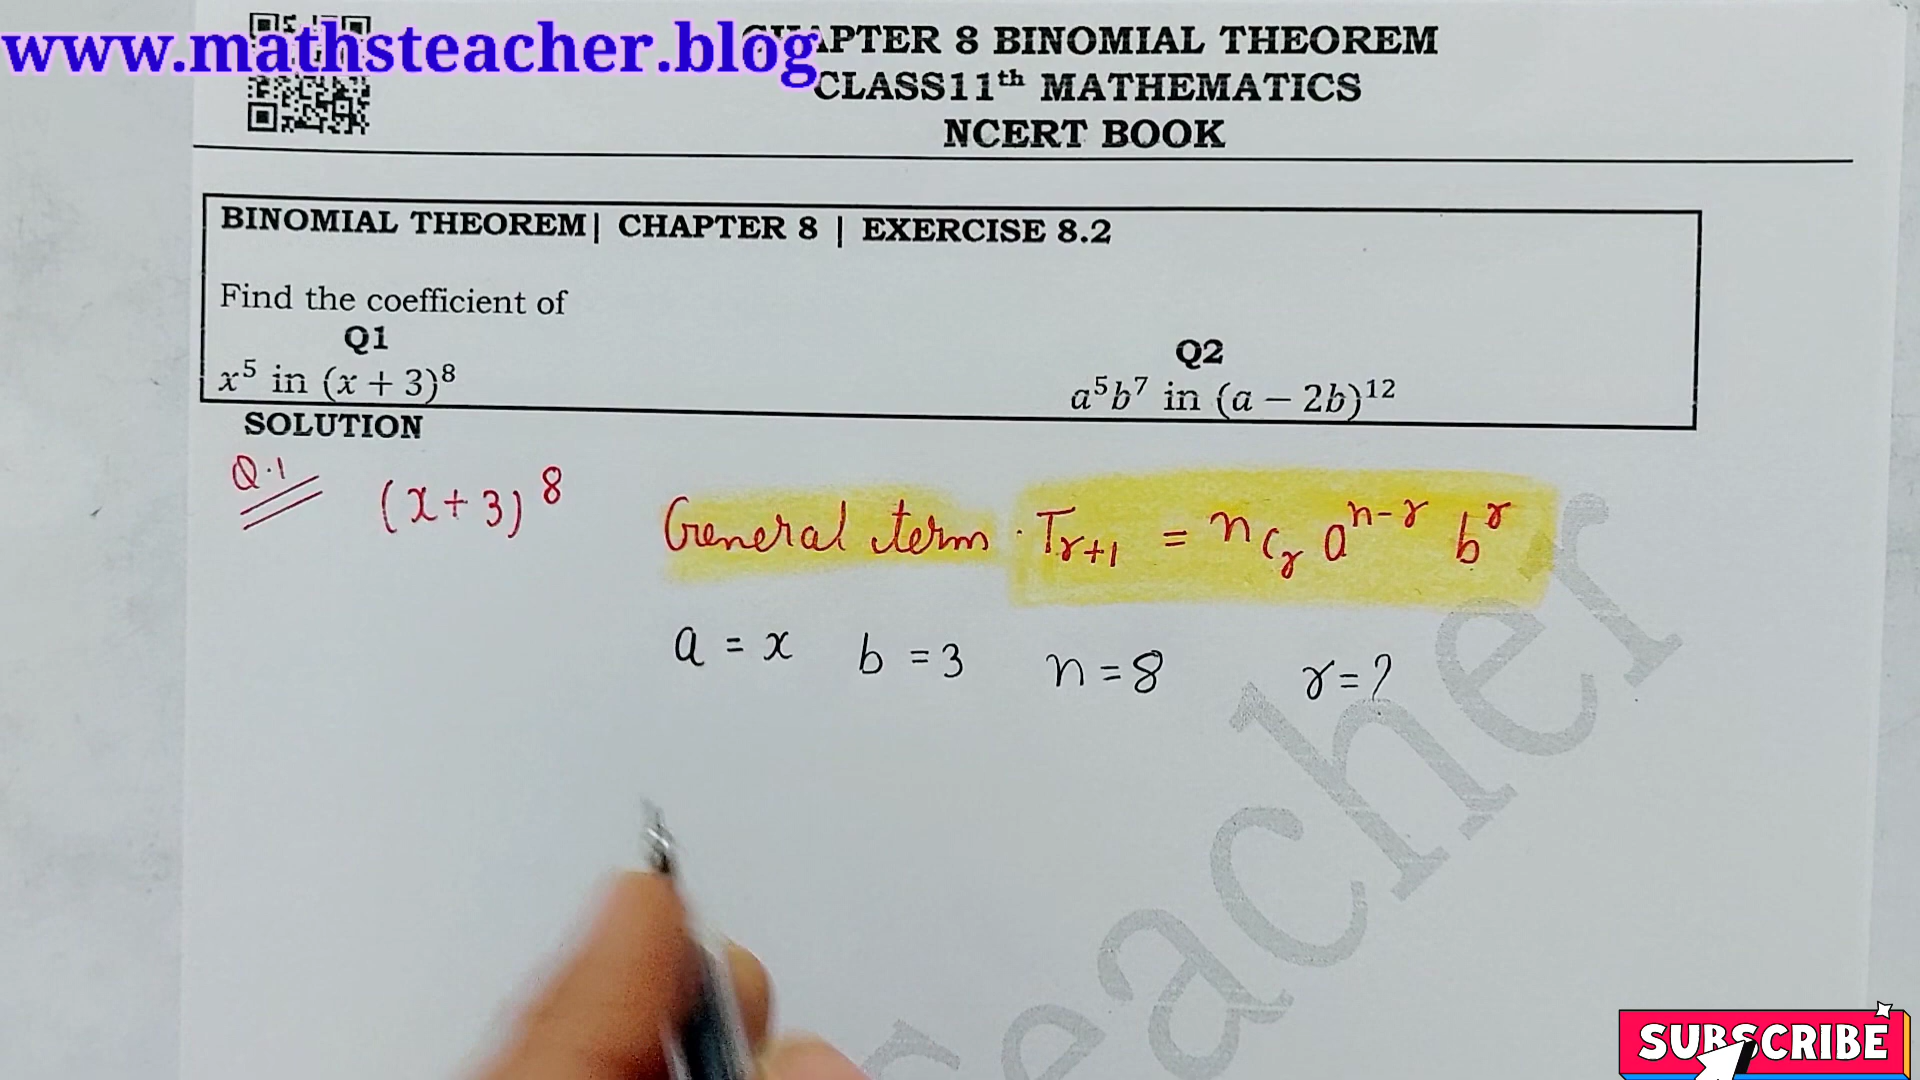 www.mathsteacher.blog
CHAPTER 8 BINOMIAL THEOREM
CLASS11ᵗʰ MATHEMATICS
NCERT BOOK
BINOMIAL THEOREM| CHAPTER 8 | EXERCISE 8.2
Find the coefficient of
Q1 Q2
x⁵ in (x + 3)⁸ a⁵b⁷ in (a − 2b)¹²
SOLUTION
Q.1 (x+3)⁸ General term · Tᵣ₊₁ = ⁿCᵣ aⁿ⁻ʳ bʳ
a = x b = 3 n = 8 r = ?
teacher
SUBSCRIBE